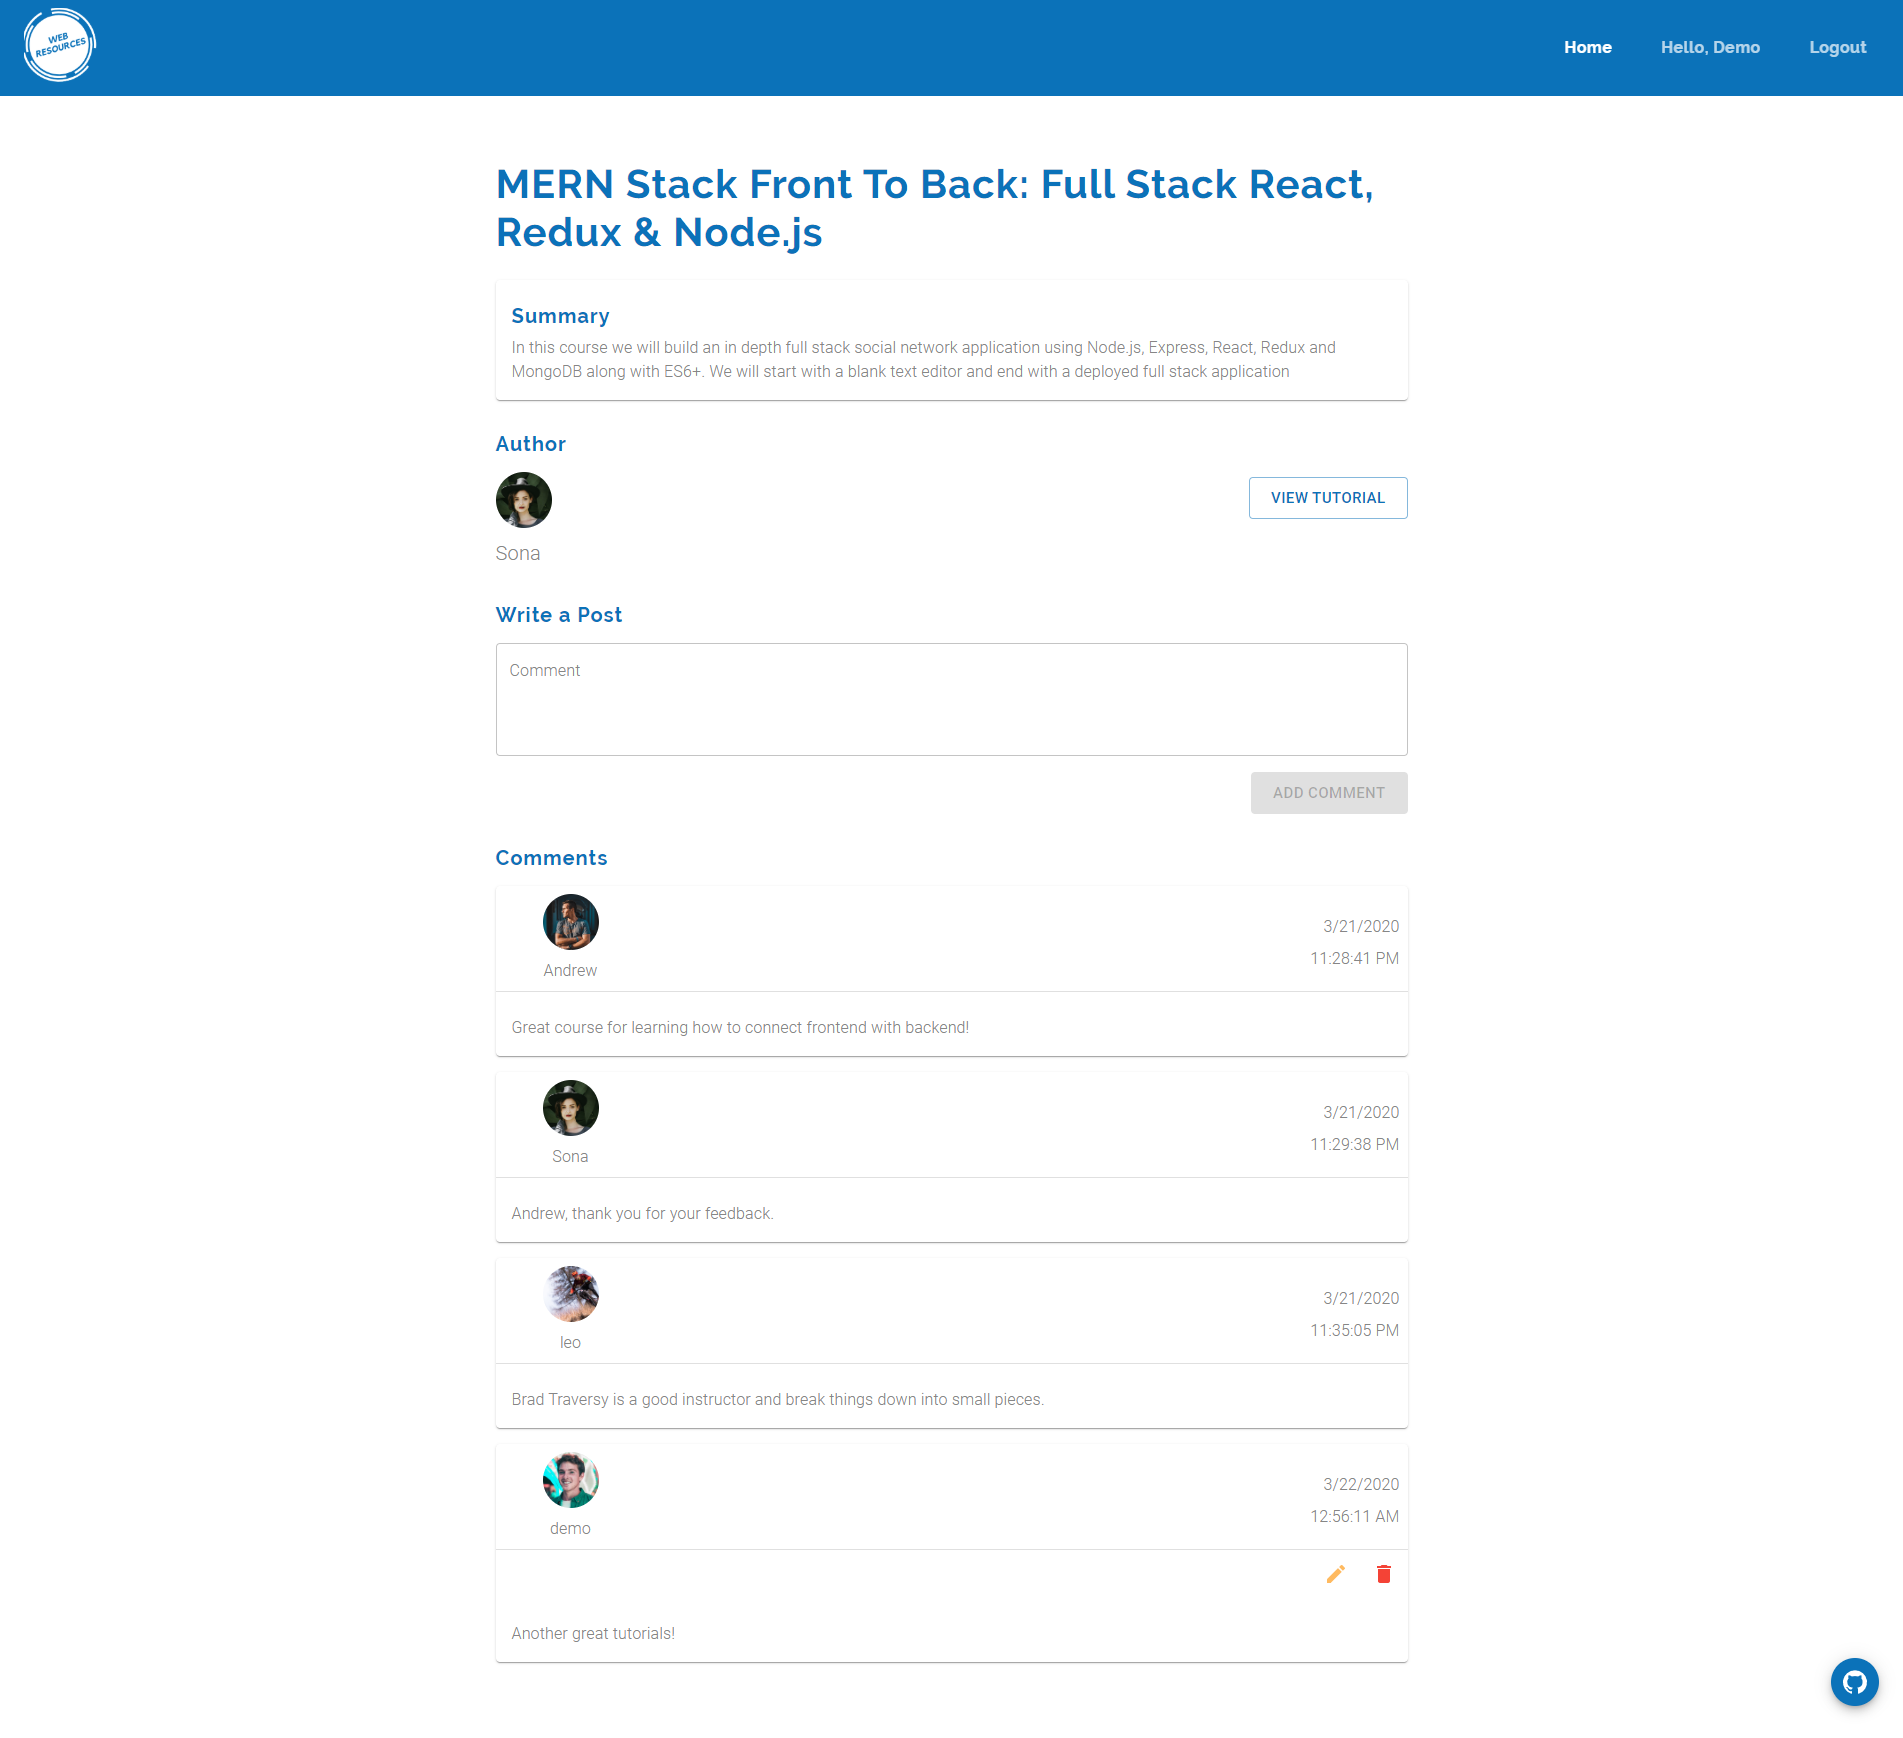 WEB
RESOURCES
Home
Hello, Demo
Logout
MERN Stack Front To Back: Full Stack React,
Redux & Node.js
Summary
In this course we will build an in depth full stack social network application using Node.js, Express, React, Redux and
MongoDB along with ES6+. We will start with a blank text editor and end with a deployed full stack application
Author
VIEW TUTORIAL
Sona
Write a Post
Comment
ADD COMMENT
Comments
3/21/2020
11:28:41 PM
Andrew
Great course for learning how to connect frontend with backend!
3/21/2020
11:29:38 PM
Sona
Andrew, thank you for your feedback.
3/21/2020
11:35:05 PM
leo
Brad Traversy is a good instructor and break things down into small pieces.
3/22/2020
12:56:11 AM
demo
Another great tutorials!